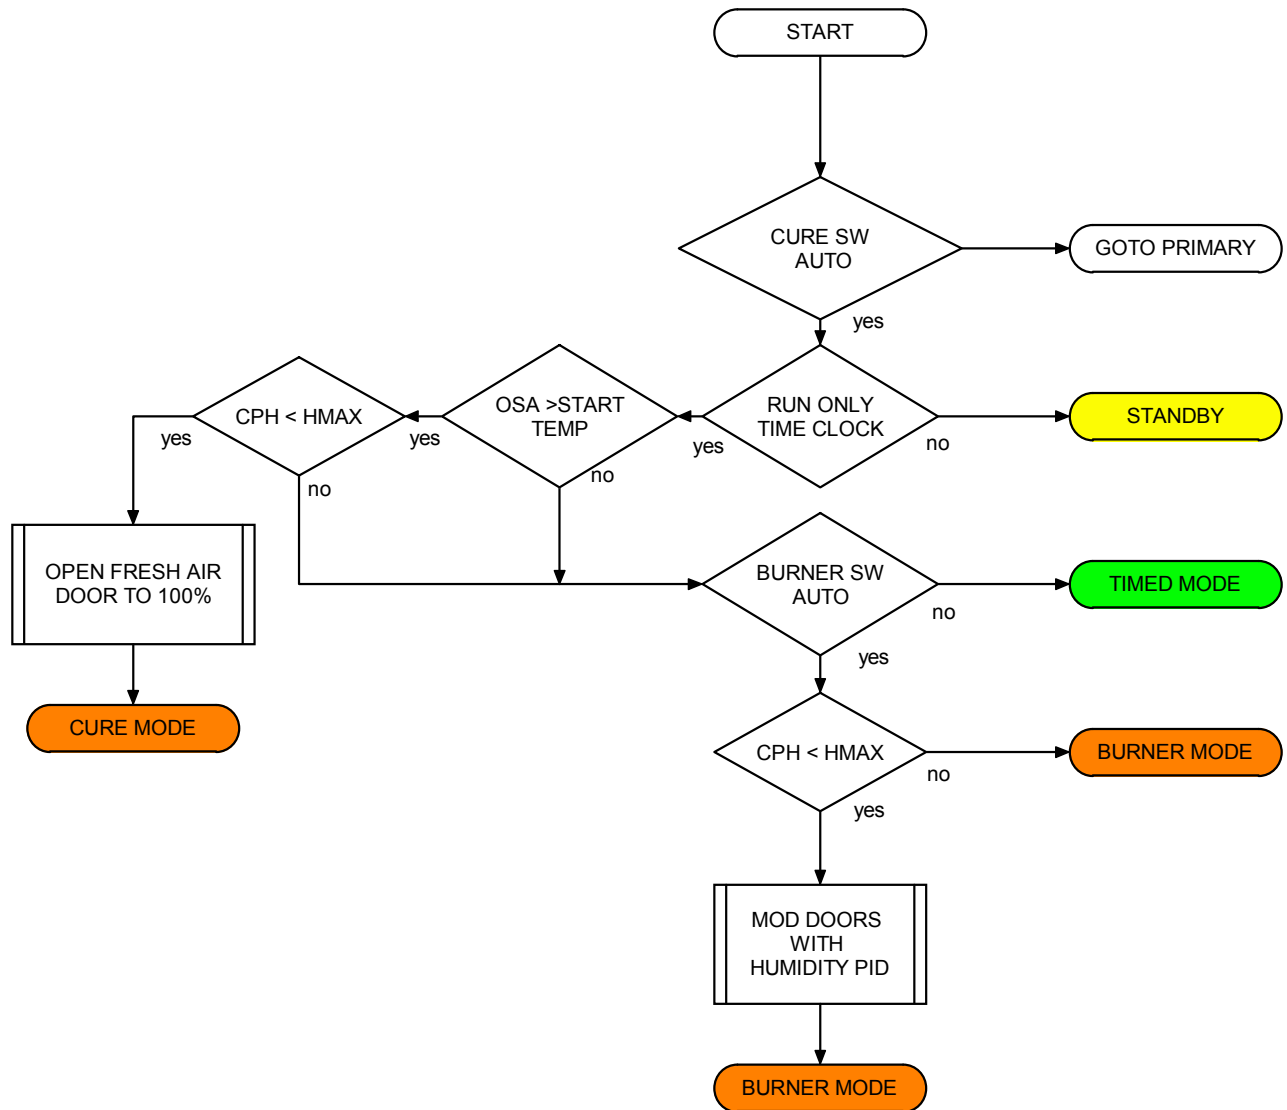 START
CURE SW
AUTO
GOTO PRIMARY
yes
CPH < HMAX
OSA >START
TEMP
RUN ONLY
TIME CLOCK
STANDBY
yes
yes
yes
no
no
no
OPEN FRESH AIR
DOOR TO 100%
BURNER SW
AUTO
TIMED MODE
no
yes
CURE MODE
CPH < HMAX
BURNER MODE
no
yes
MOD DOORS
WITH
HUMIDITY PID
BURNER MODE